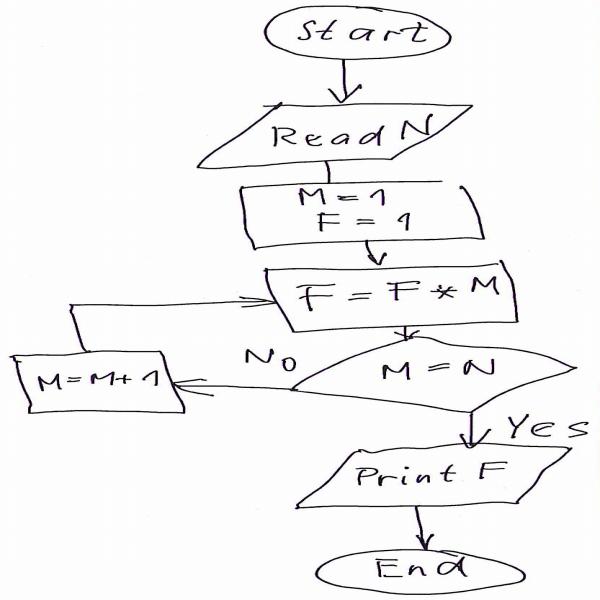 Start
Read N
M = 1
F = 1
F = F * M
M = N
No
M = M + 1
Yes
Print F
End